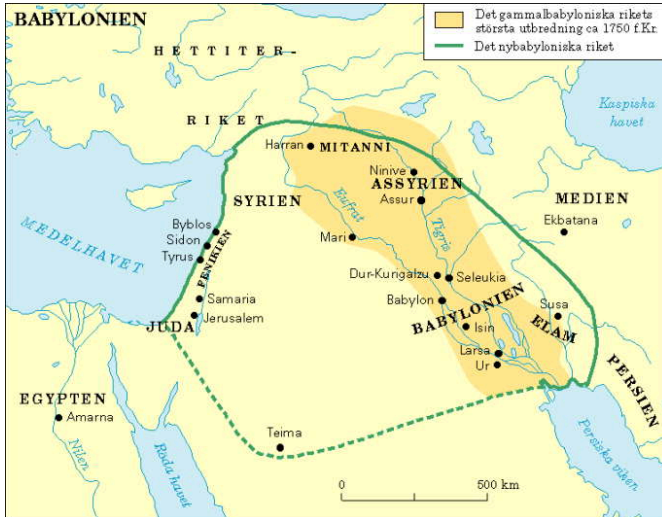 BABYLONIEN
Det gammalbabyloniska rikets
största utbredning ca 1750 f.Kr.
Det nybabyloniska riket
HETTITER-
RIKET
Kaspiska
havet
Harran
MITANNI
Ninive
ASSYRIEN
Assur
MEDIEN
Ekbatana
SYRIEN
Eufrat
Tigris
Mari
MEDELHAVET
Byblos
Sidon
Tyrus
FENIKIEN
Dur-Kurigalzu
Seleukia
Babylon
BABYLONIEN
Samaria
Jerusalem
JUDA
Isin
Susa
ELAM
Larsa
Ur
PERSIEN
EGYPTEN
Amarna
Nilen
Röda havet
Teima
Persiska viken
0
500 km